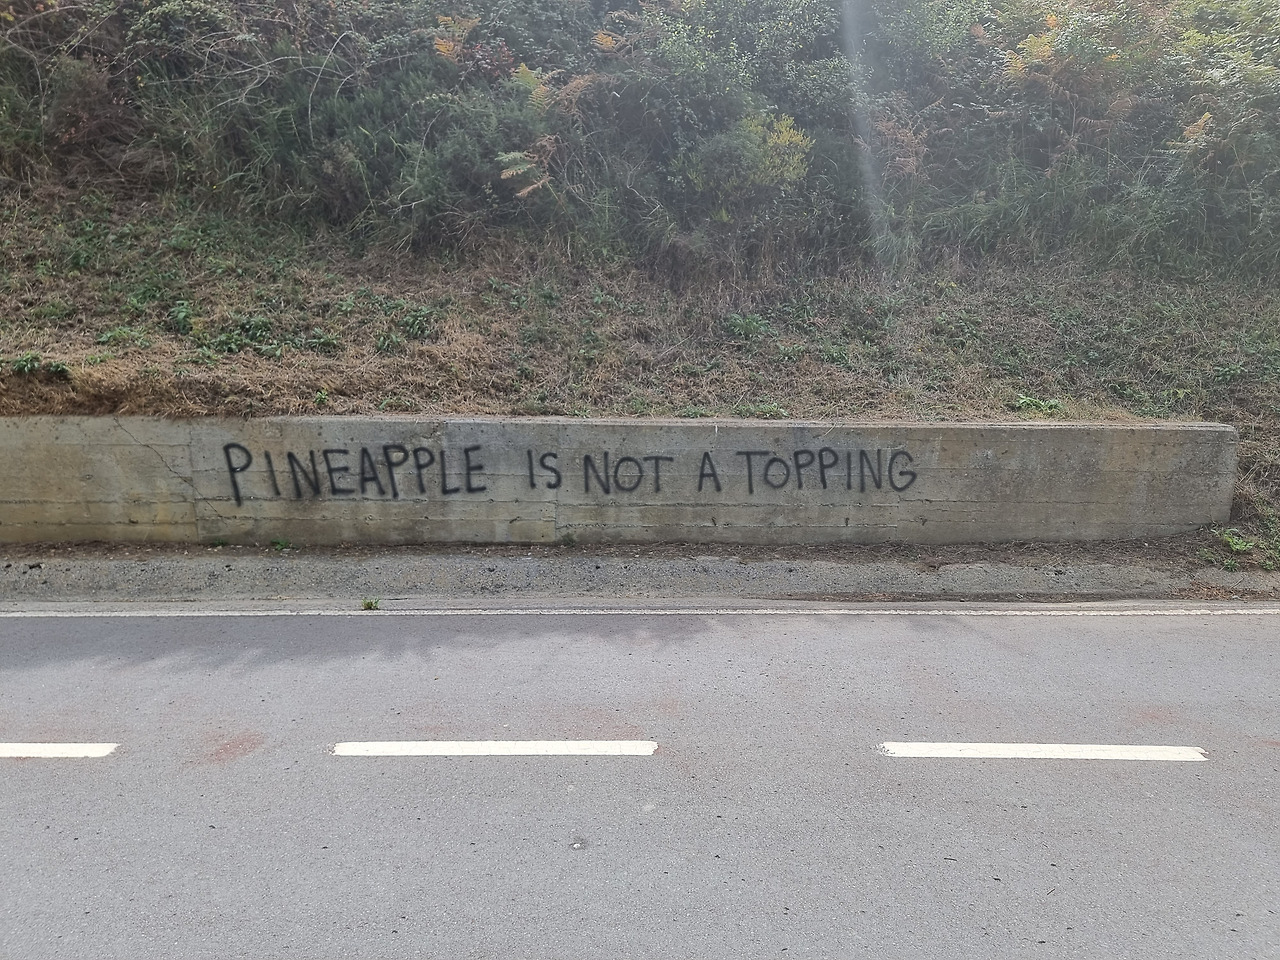 PINEAPPLE IS NOT A TOPPING